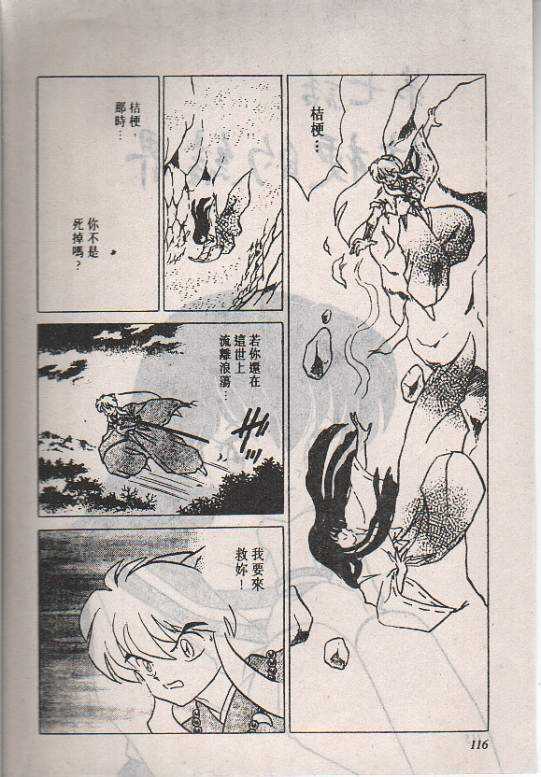 桔梗…
桔梗，
那時…
你不是
死掉嗎？
若你還在
這世上
流離浪蕩…
我要來
救妳！
116